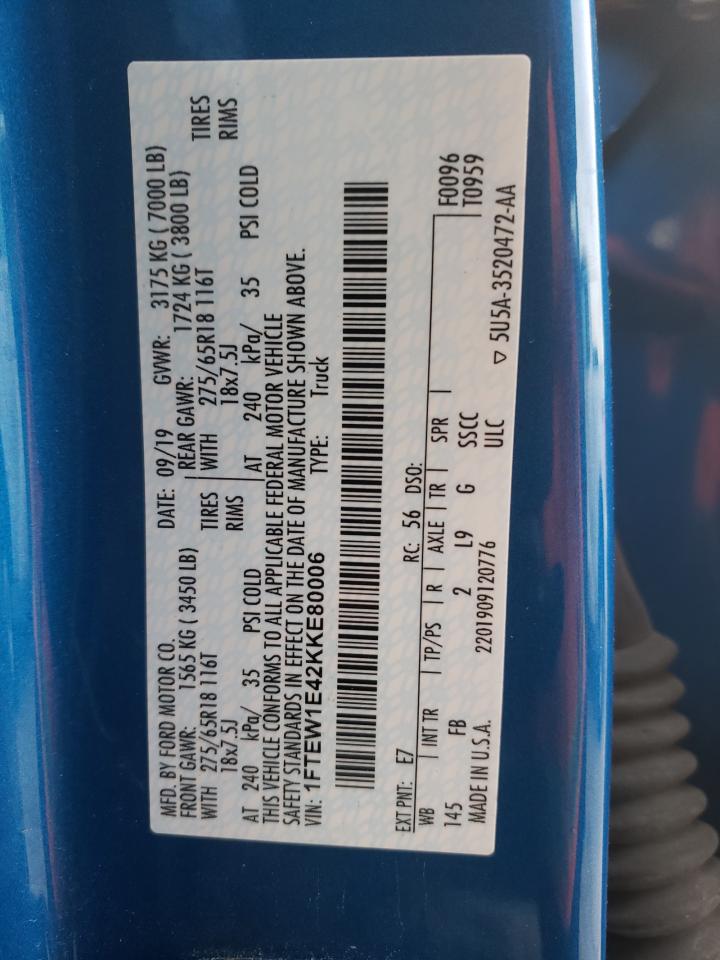 MFD. BY FORD MOTOR CO. DATE: 09/19 GVWR: 3175 KG ( 7000 LB)
FRONT GAWR: 1565 KG ( 3450 LB) REAR GAWR: 1724 KG ( 3800 LB)
WITH 275/65R18 116T TIRES WITH 275/65R18 116T TIRES
18x7.5J RIMS 18x7.5J RIMS
AT 240 kPa/ 35 PSI COLD AT 240 kPa/ 35 PSI COLD
THIS VEHICLE CONFORMS TO ALL APPLICABLE FEDERAL MOTOR VEHICLE
SAFETY STANDARDS IN EFFECT ON THE DATE OF MANUFACTURE SHOWN ABOVE.
VIN: 1FTEW1E42KKE80006 TYPE: Truck
EXT PNT: E7 RC: 56 DSO:
WB INT TR TP/PS R AXLE TR SPR F0096
145 FB 2 L9 G SSCC T0959
MADE IN U.S.A. 2201909120776 ULC ▽ 5U5A-3520472-AA